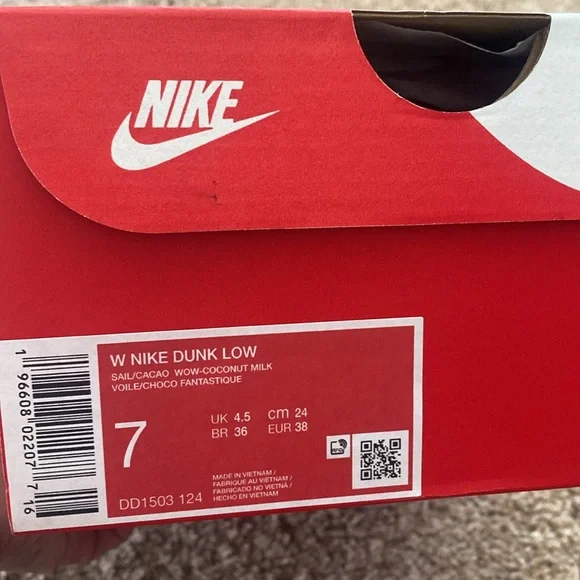 NIKE
W NIKE DUNK LOW
SAIL/CACAO WOW-COCONUT MILK
VOILE/CHOCO FANTASTIQUE
7
UK 4.5 cm 24
BR 36 EUR 38
MADE IN VIETNAM /
FABRIQUE AU VIETNAM /
FABRICADO NO VIETNÃ /
HECHO EN VIETNAM
DD1503 124
1 96608 02207 7 16